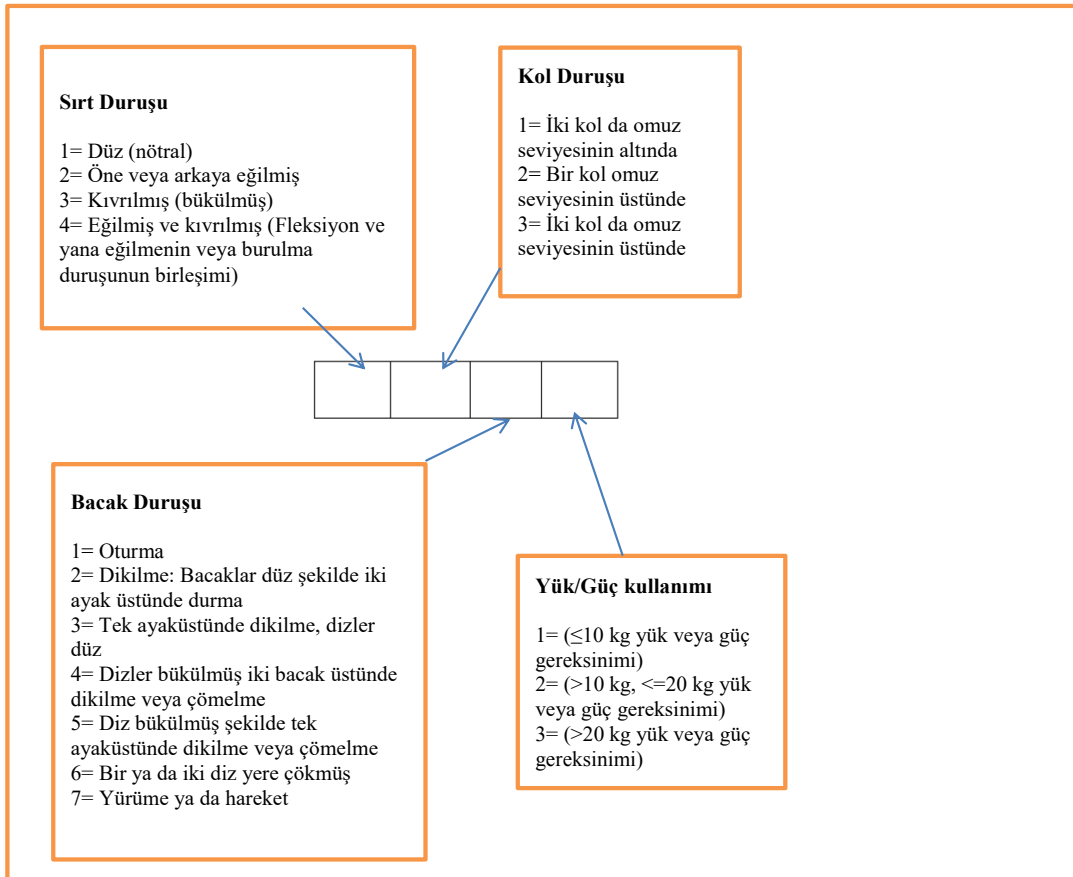 Sırt Duruşu
1= Düz (nötral)
2= Öne veya arkaya eğilmiş
3= Kıvrılmış (bükülmüş)
4= Eğilmiş ve kıvrılmış (Fleksiyon ve
yana eğilmenin veya burulma
duruşunun birleşimi)
Kol Duruşu
1= İki kol da omuz
seviyesinin altında
2= Bir kol omuz
seviyesinin üstünde
3= İki kol da omuz
seviyesinin üstünde
Bacak Duruşu
1= Oturma
2= Dikilme: Bacaklar düz şekilde iki
ayak üstünde durma
3= Tek ayaküstünde dikilme, dizler
düz
4= Dizler bükülmüş iki bacak üstünde
dikilme veya çömelme
5= Diz bükülmüş şekilde tek
ayaküstünde dikilme veya çömelme
6= Bir ya da iki diz yere çökmüş
7= Yürüme ya da hareket
Yük/Güç kullanımı
1= (≤10 kg yük veya güç
gereksinimi)
2= (>10 kg, <=20 kg yük
veya güç gereksinimi)
3= (>20 kg yük veya güç
gereksinimi)